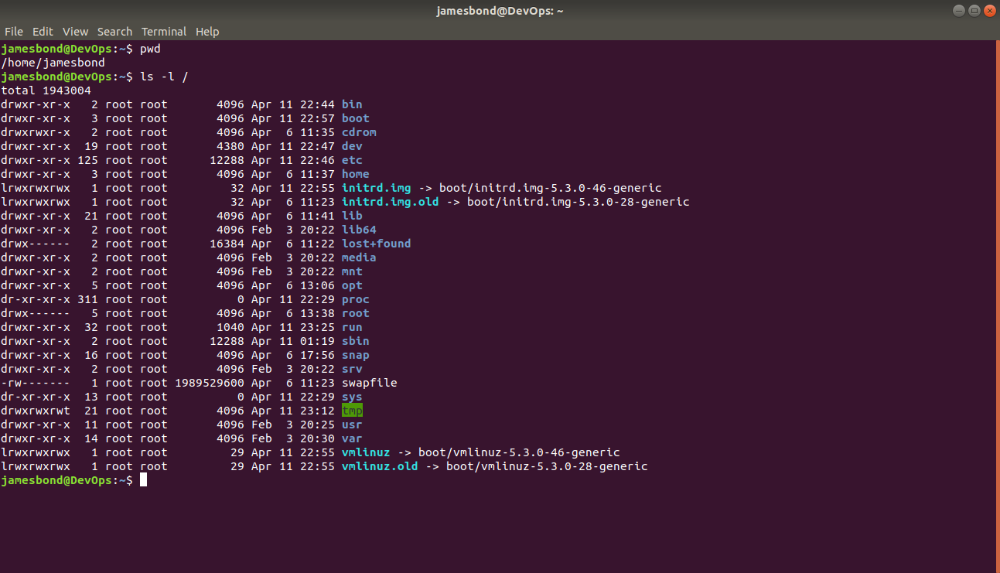 jamesbond@DevOps: ~
File Edit View Search Terminal Help
jamesbond@DevOps:~$ pwd
/home/jamesbond
jamesbond@DevOps:~$ ls -l /
total 1943004
drwxr-xr-x   2 root root       4096 Apr 11 22:44 bin
drwxr-xr-x   3 root root       4096 Apr 11 22:57 boot
drwxrwxr-x   2 root root       4096 Apr  6 11:35 cdrom
drwxr-xr-x  19 root root       4380 Apr 11 22:47 dev
drwxr-xr-x 125 root root      12288 Apr 11 22:46 etc
drwxr-xr-x   3 root root       4096 Apr  6 11:37 home
lrwxrwxrwx   1 root root         32 Apr 11 22:55 initrd.img -> boot/initrd.img-5.3.0-46-generic
lrwxrwxrwx   1 root root         32 Apr  6 11:23 initrd.img.old -> boot/initrd.img-5.3.0-28-generic
drwxr-xr-x  21 root root       4096 Apr  6 11:41 lib
drwxr-xr-x   2 root root       4096 Feb  3 20:22 lib64
drwx------   2 root root      16384 Apr  6 11:22 lost+found
drwxr-xr-x   2 root root       4096 Feb  3 20:22 media
drwxr-xr-x   2 root root       4096 Feb  3 20:22 mnt
drwxr-xr-x   5 root root       4096 Apr  6 13:06 opt
dr-xr-xr-x 311 root root          0 Apr 11 22:29 proc
drwx------   5 root root       4096 Apr  6 13:38 root
drwxr-xr-x  32 root root       1040 Apr 11 23:25 run
drwxr-xr-x   2 root root      12288 Apr 11 01:19 sbin
drwxr-xr-x  16 root root       4096 Apr  6 17:56 snap
drwxr-xr-x   2 root root       4096 Feb  3 20:22 srv
-rw-------   1 root root 1989529600 Apr  6 11:23 swapfile
dr-xr-xr-x  13 root root          0 Apr 11 22:29 sys
drwxrwxrwt  21 root root       4096 Apr 11 23:12 tmp
drwxr-xr-x  11 root root       4096 Feb  3 20:25 usr
drwxr-xr-x  14 root root       4096 Feb  3 20:30 var
lrwxrwxrwx   1 root root         29 Apr 11 22:55 vmlinuz -> boot/vmlinuz-5.3.0-46-generic
lrwxrwxrwx   1 root root         29 Apr 11 22:55 vmlinuz.old -> boot/vmlinuz-5.3.0-28-generic
jamesbond@DevOps:~$